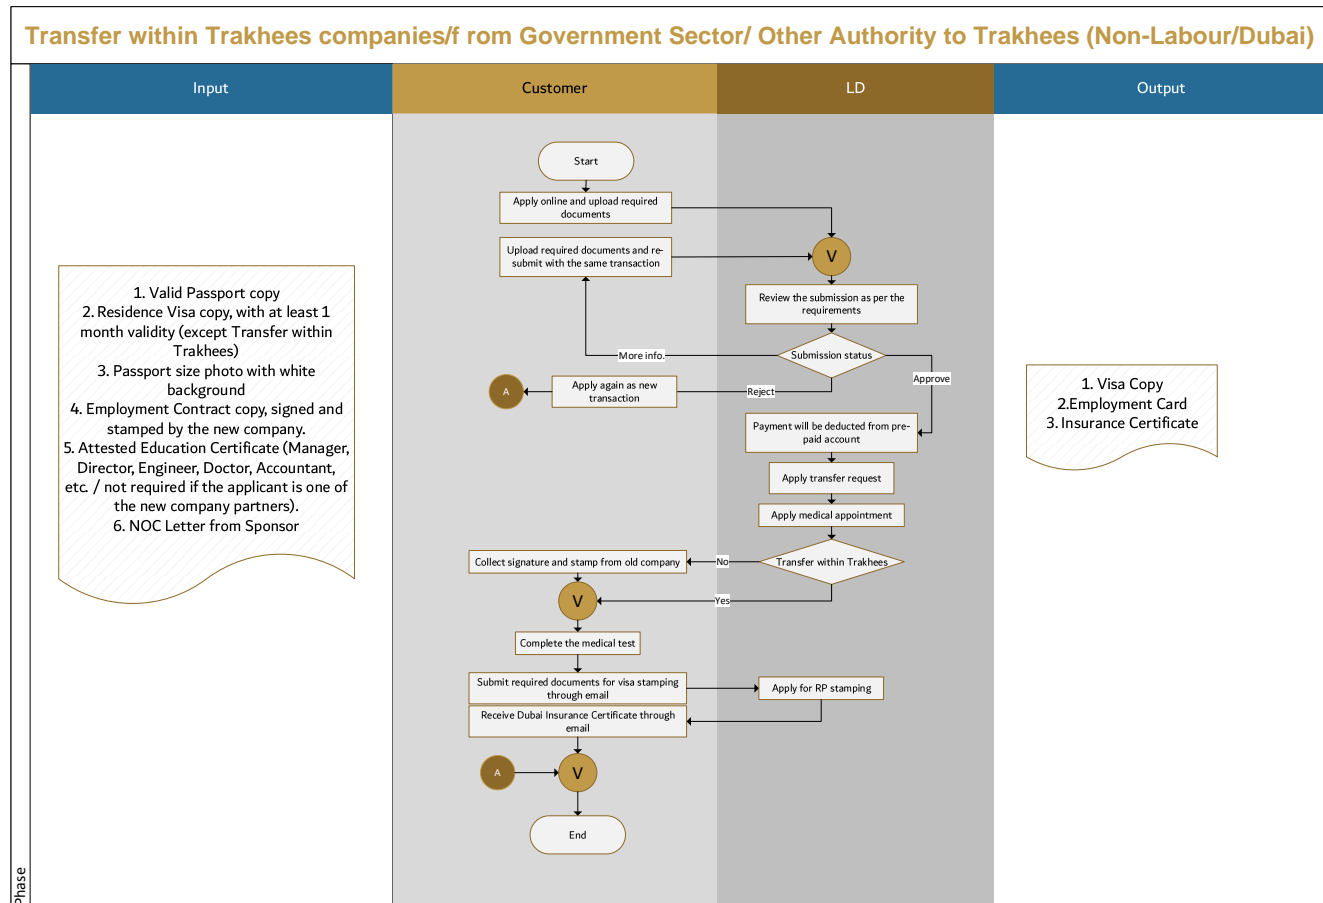 Transfer within Trakhees companies/f rom Government Sector/ Other Authority to Trakhees (Non-Labour/Dubai)
Input
Customer
LD
Output
Phase
1. Valid Passport copy
2. Residence Visa copy, with at least 1
month validity (except Transfer within
Trakhees)
3. Passport size photo with white
background
4. Employment Contract copy, signed and
stamped by the new company.
5. Attested Education Certificate (Manager,
Director, Engineer, Doctor, Accountant,
etc. / not required if the applicant is one of
the new company partners).
6. NOC Letter from Sponsor
Start
Apply online and upload required
documents
Upload required documents and re-
submit with the same transaction
V
Review the submission as per the
requirements
Submission status
More info.
Approve
Reject
Apply again as new
transaction
A
Payment will be deducted from pre-
paid account
Apply transfer request
Apply medical appointment
Transfer within Trakhees
No
Collect signature and stamp from old company
Yes
V
Complete the medical test
Submit required documents for visa stamping
through email
Apply for RP stamping
Receive Dubai Insurance Certificate through
email
A
V
End
1. Visa Copy
2.Employment Card
3. Insurance Certificate